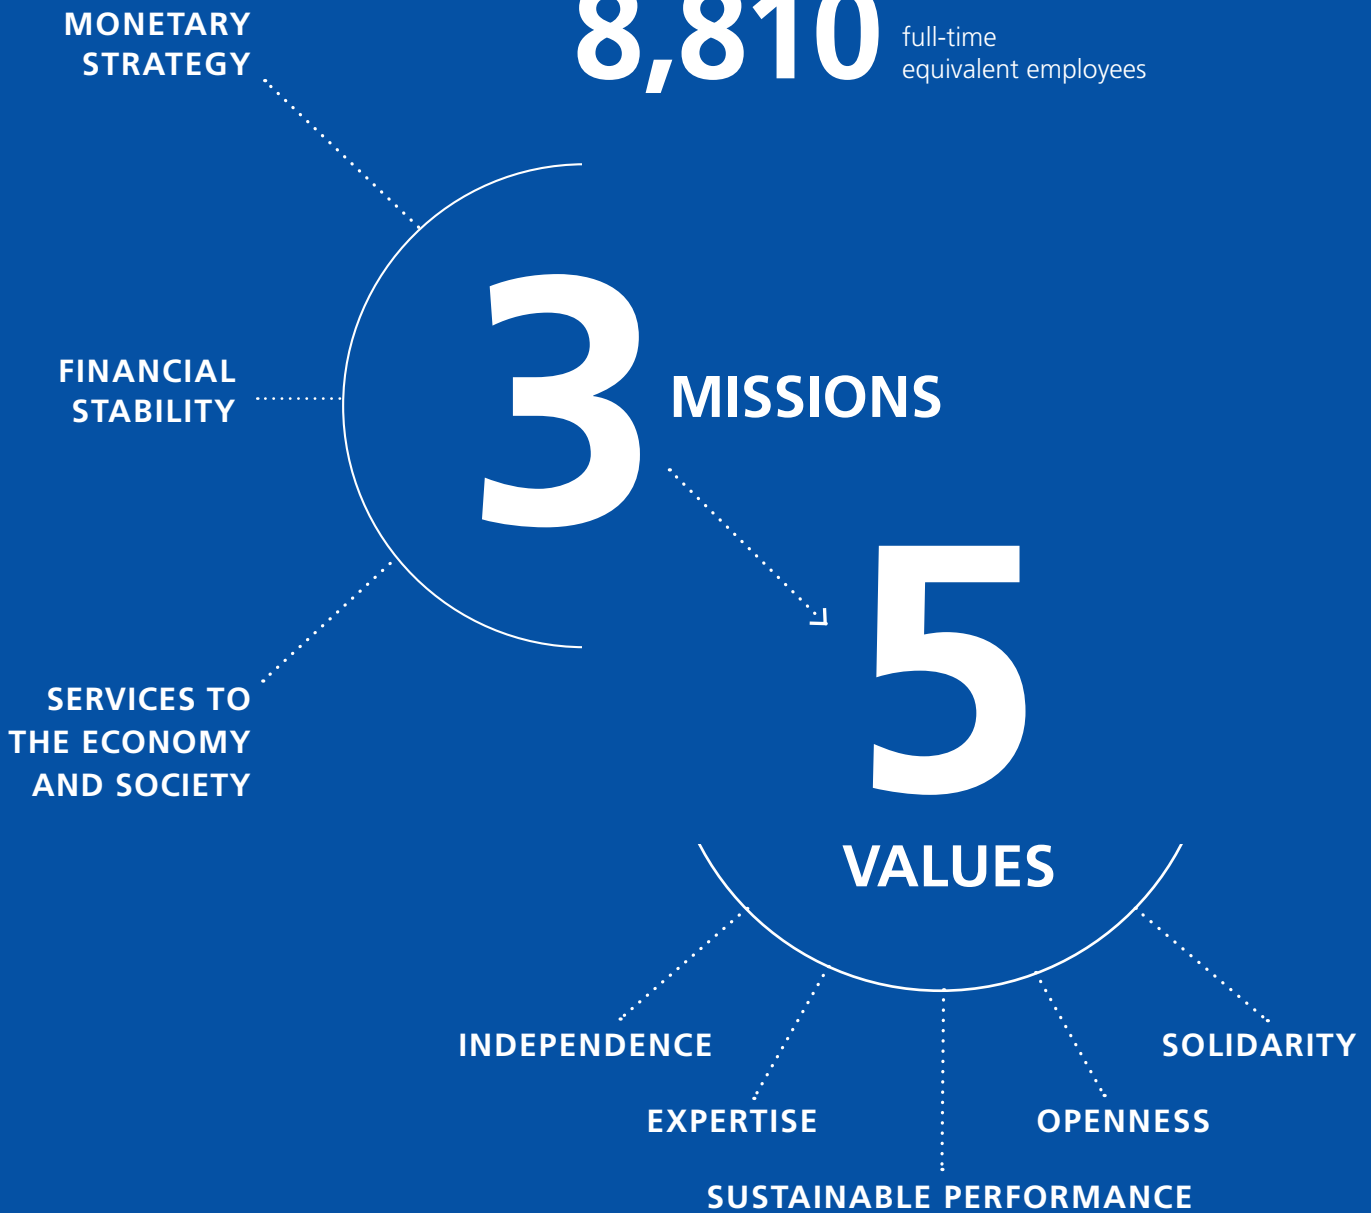 MONETARY
STRATEGY
8,810
full-time
equivalent employees
FINANCIAL
STABILITY
3
MISSIONS
SERVICES TO
THE ECONOMY
AND SOCIETY
5
VALUES
INDEPENDENCE
EXPERTISE
SUSTAINABLE PERFORMANCE
OPENNESS
SOLIDARITY